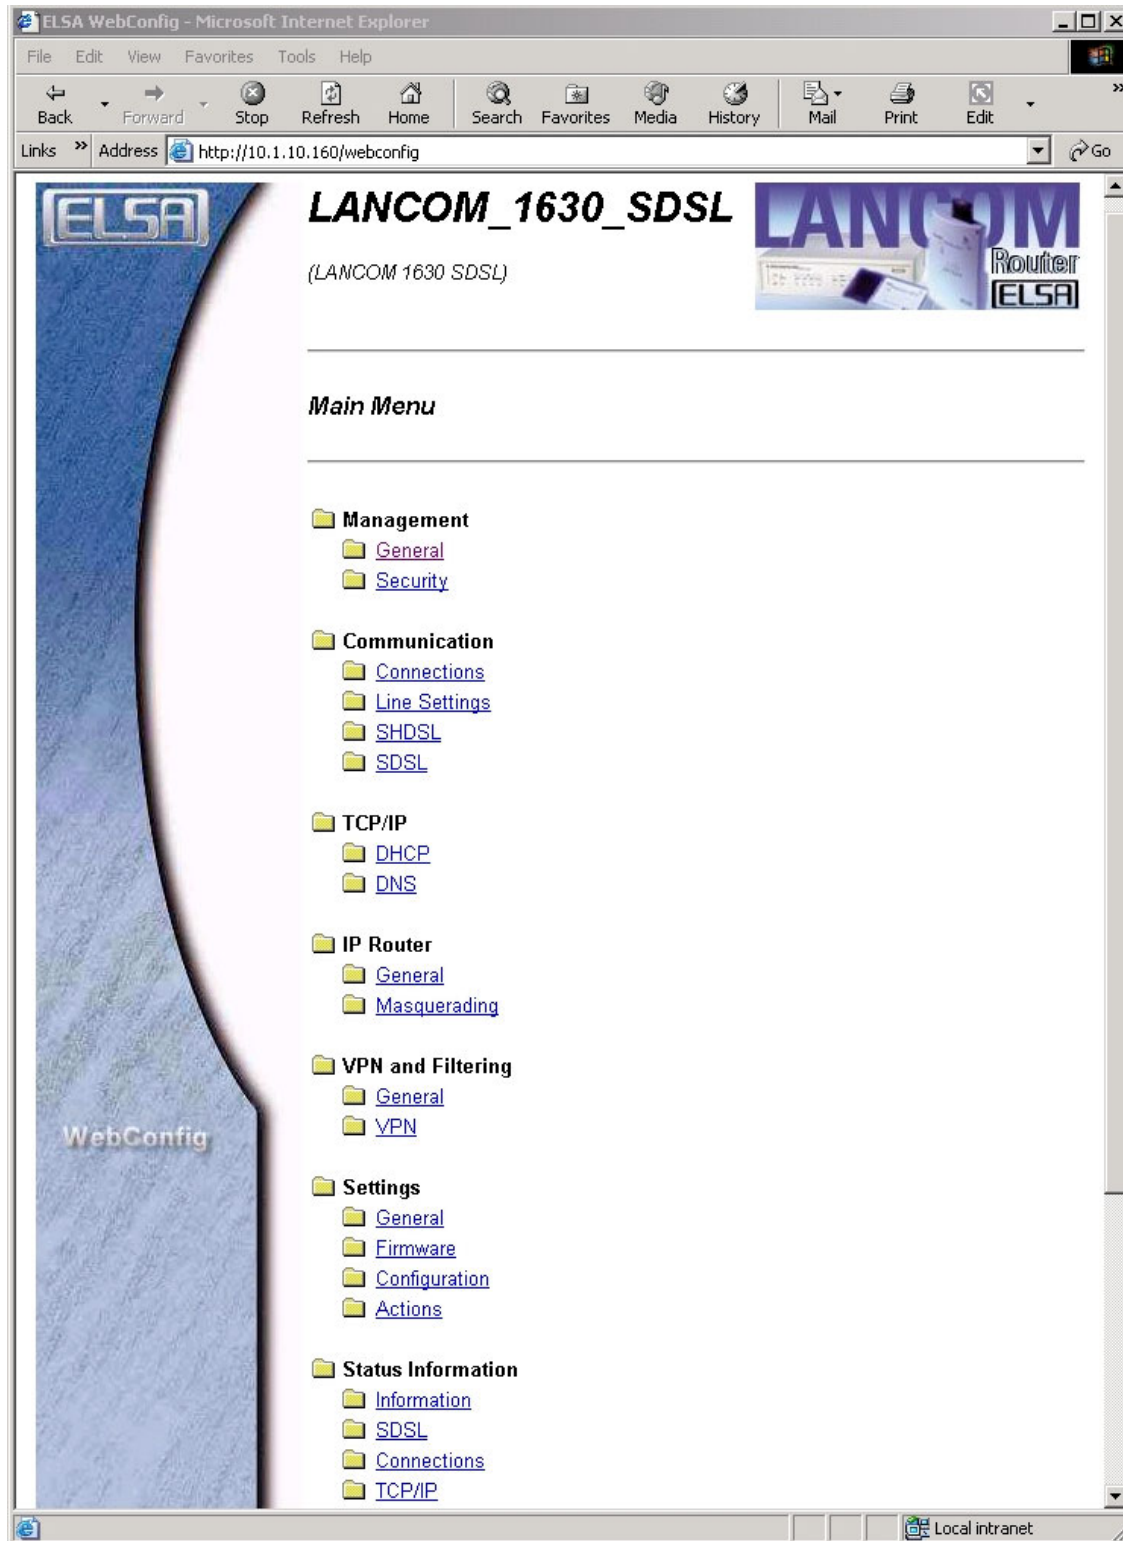 ELSA WebConfig - Microsoft Internet Explorer
File Edit View Favorites Tools Help
Back Forward Stop Refresh Home Search Favorites Media History Mail Print Edit »
Links » Address http://10.1.10.160/webconfig Go
ELSA
LANCOM_1630_SDSL
LANCOM
Router
ELSA
(LANCOM 1630 SDSL)
Main Menu
Management
General
Security
Communication
Connections
Line Settings
SHDSL
SDSL
TCP/IP
DHCP
DNS
IP Router
General
Masquerading
VPN and Filtering
General
VPN
WebConfig
Settings
General
Firmware
Configuration
Actions
Status Information
Information
SDSL
Connections
TCP/IP
Local intranet